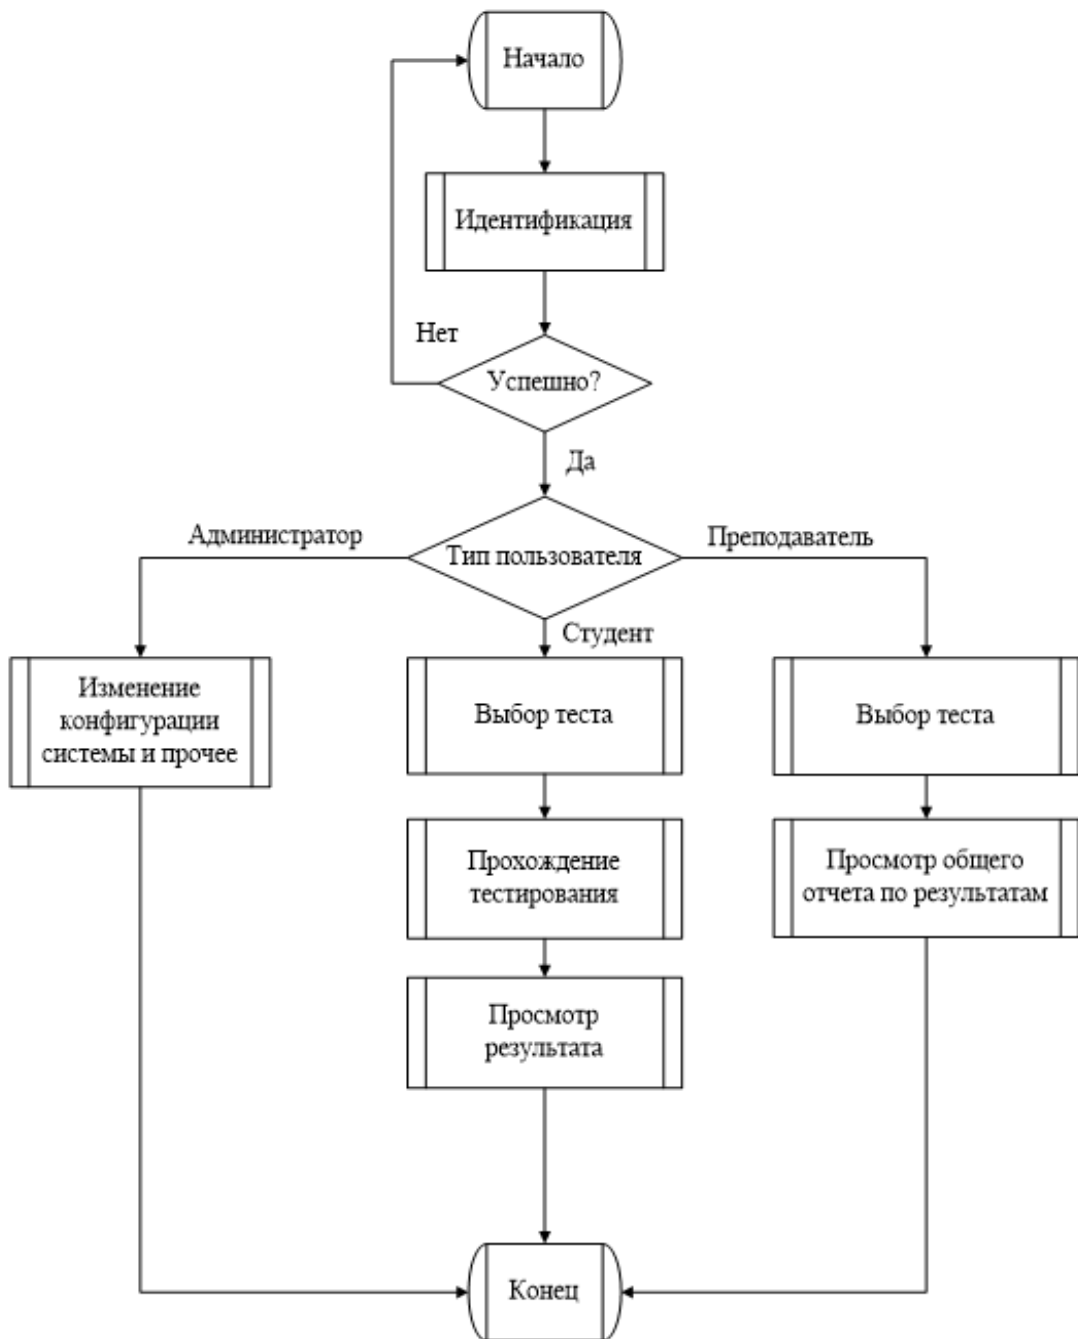 Начало
Идентификация
Нет
Успешно?
Да
Администратор
Тип пользователя
Преподаватель
Студент
Изменение
конфигурации
системы и прочее
Выбор теста
Выбор теста
Прохождение
тестирования
Просмотр общего
отчета по результатам
Просмотр
результата
Конец